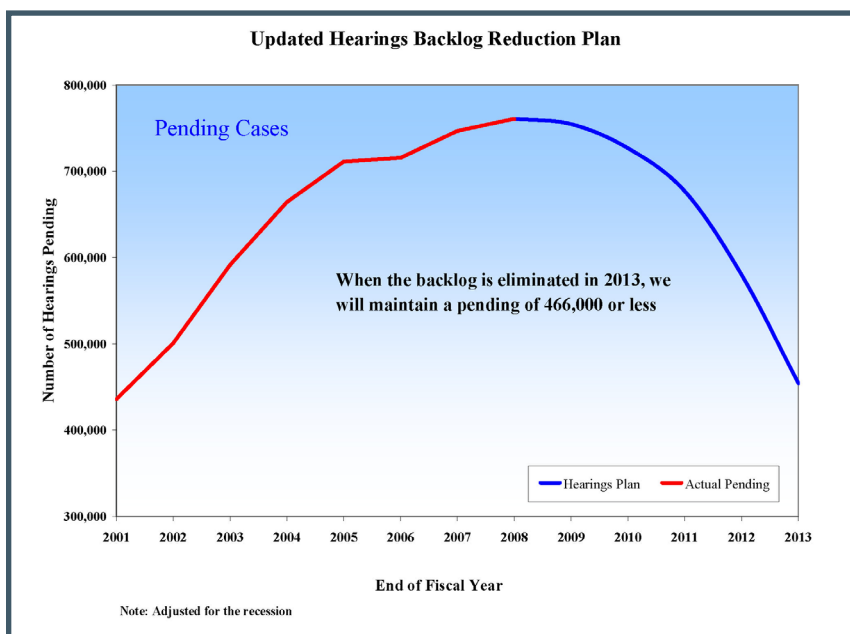 Updated Hearings Backlog Reduction Plan
800,000
Pending Cases
700,000
600,000
When the backlog is eliminated in 2013, we
will maintain a pending of 466,000 or less
Number of Hearings Pending
500,000
400,000
Hearings Plan
Actual Pending
300,000
2001 2002 2003 2004 2005 2006 2007 2008 2009 2010 2011 2012 2013
End of Fiscal Year
Note: Adjusted for the recession